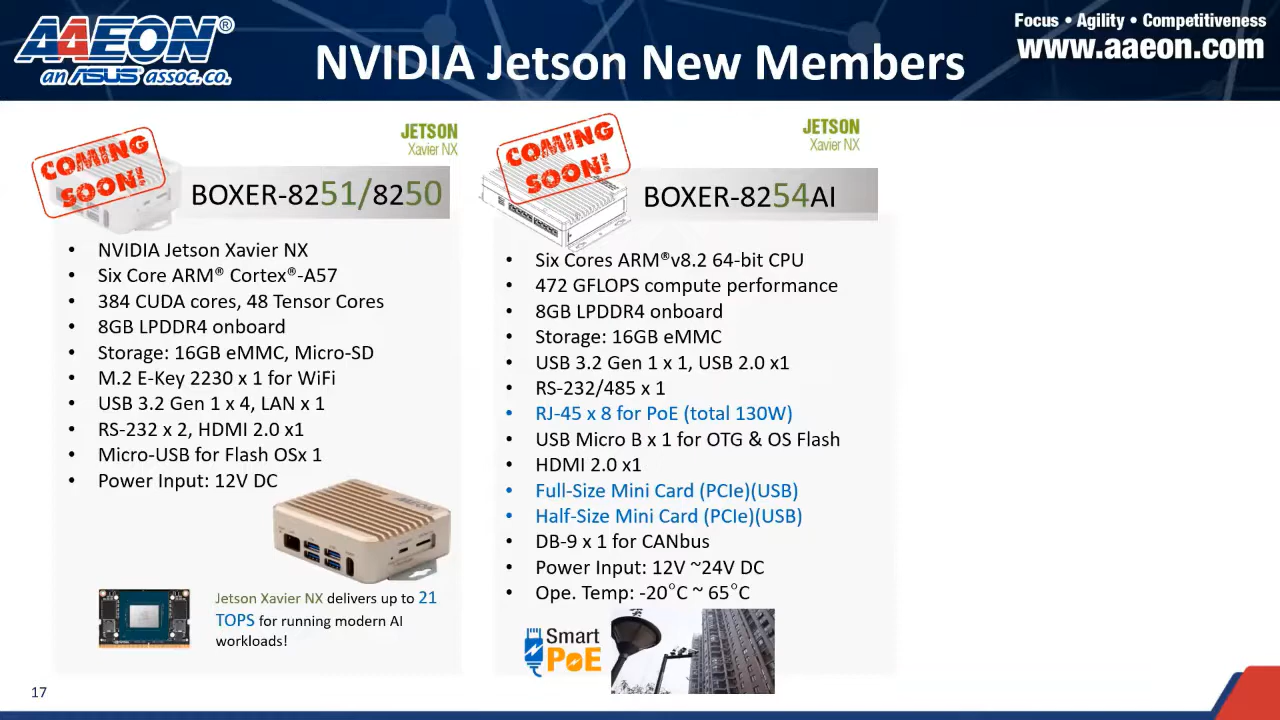 AAEON®
an ASUS assoc. co.
NVIDIA Jetson New Members
Focus • Agility • Competitiveness
www.aaeon.com
COMING
SOON!
JETSON
Xavier NX
BOXER-8251/8250
• NVIDIA Jetson Xavier NX
• Six Core ARM® Cortex®-A57
• 384 CUDA cores, 48 Tensor Cores
• 8GB LPDDR4 onboard
• Storage: 16GB eMMC, Micro-SD
• M.2 E-Key 2230 x 1 for WiFi
• USB 3.2 Gen 1 x 4, LAN x 1
• RS-232 x 2, HDMI 2.0 x1
• Micro-USB for Flash OSx 1
• Power Input: 12V DC
AAEON
Jetson Xavier NX delivers up to 21
TOPS for running modern AI
workloads!
COMING
SOON!
JETSON
Xavier NX
BOXER-8254AI
• Six Cores ARM®v8.2 64-bit CPU
• 472 GFLOPS compute performance
• 8GB LPDDR4 onboard
• Storage: 16GB eMMC
• USB 3.2 Gen 1 x 1, USB 2.0 x1
• RS-232/485 x 1
• RJ-45 x 8 for PoE (total 130W)
• USB Micro B x 1 for OTG & OS Flash
• HDMI 2.0 x1
• Full-Size Mini Card (PCIe)(USB)
• Half-Size Mini Card (PCIe)(USB)
• DB-9 x 1 for CANbus
• Power Input: 12V ~24V DC
• Ope. Temp: -20°C ~ 65°C
Smart
PoE
17